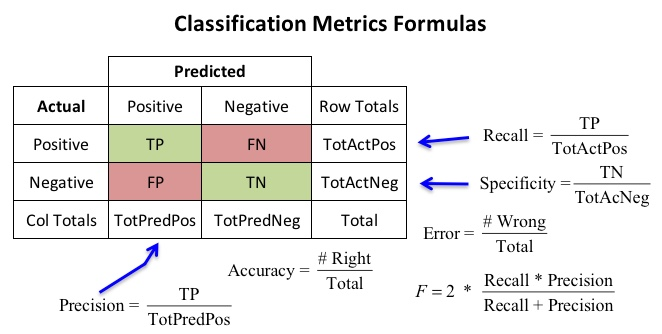 Classification Metrics Formulas
Predicted
Actual Positive Negative Row Totals
Positive TP FN TotActPos
Negative FP TN TotActNeg
Col Totals TotPredPos TotPredNeg Total
Recall = TP / TotActPos
Specificity = TN / TotAcNeg
Error = # Wrong / Total
Accuracy = # Right / Total
F = 2 * Recall * Precision / Recall + Precision
Precision = TP / TotPredPos